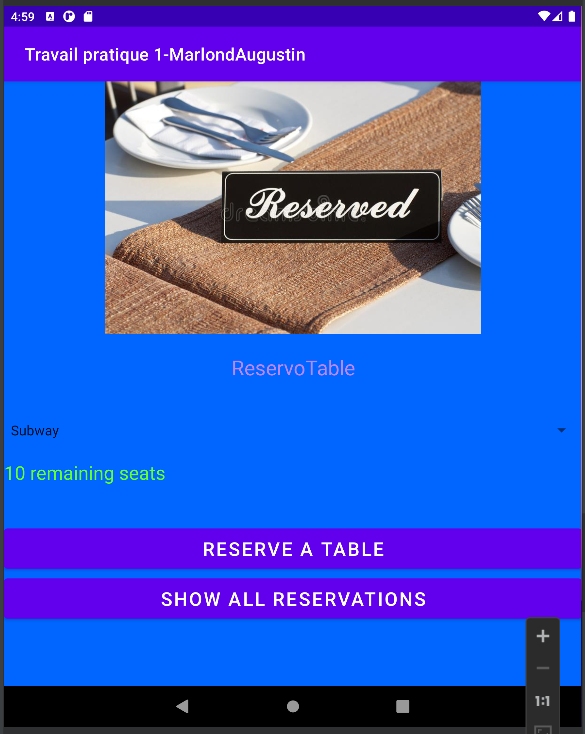 4:59
Travail pratique 1-MarlondAugustin
Reserved
ReservoTable
Subway
10 remaining seats
RESERVE A TABLE
SHOW ALL RESERVATIONS
1:1